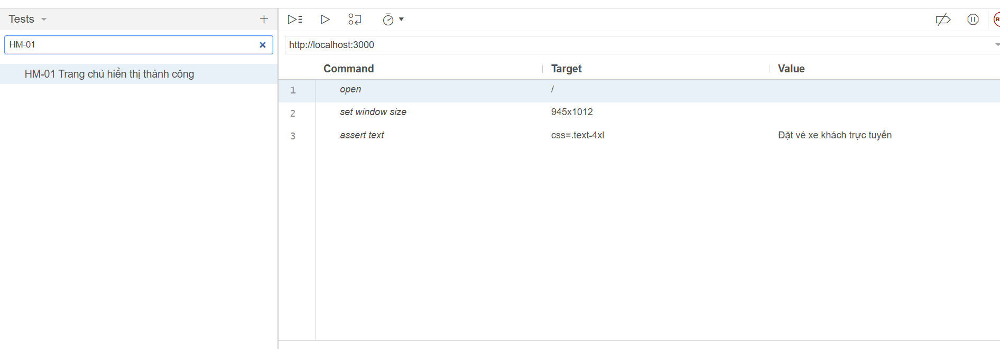 Tests
HM-01
HM-01 Trang chủ hiển thị thành công
http://localhost:3000
Command Target Value
1 open /
2 set window size 945x1012
3 assert text css=.text-4xl Đặt vé xe khách trực tuyến